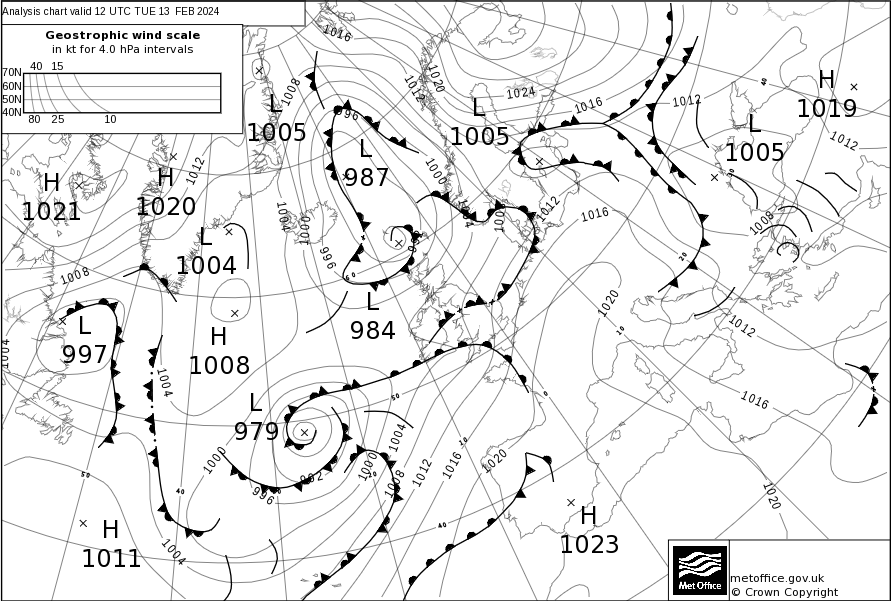 Analysis chart valid 12 UTC TUE 13 FEB 2024
Geostrophic wind scale
in kt for 4.0 hPa intervals
40 15
70N
60N
50N
40N
80 25 10
1016
1008
1012
1020
1024
1016
1012
40
H
1019
1012
L
1005
996
L
1005
L
1005
L
987
1000
1012
H
1021
H
1020
1004
1000
1004
1000
1012
1016
1008
L
1004
996
1008
20
60
1020
L
984
1012
10
L
997
H
1008
1004
1004
50
0
1016
L
979
1004
10
1000
992
1000
1008
1012
1016
1020
50
40
996
1020
40
H
1011
1004
H
1023
Met Office
metoffice.gov.uk
© Crown Copyright